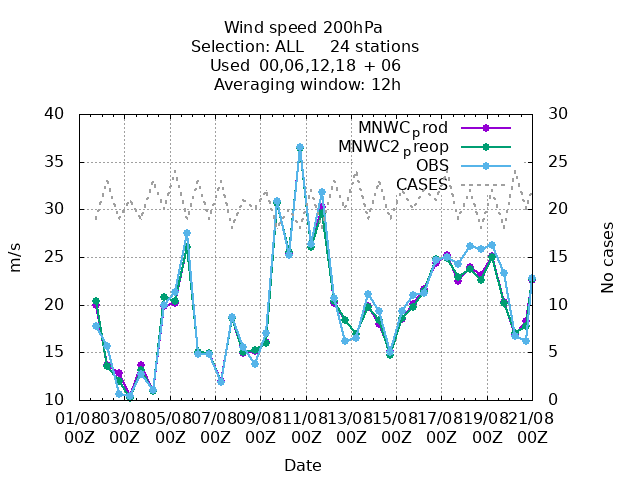 Wind speed 200hPa
Selection: ALL 24 stations
Used 00,06,12,18 + 06
Averaging window: 12h
40 30
MNWCprod
MNWC2preop
OBS
CASES
35 25
30 20
25 15
20 10
15 5
10 0
m/s
No cases
01/08 03/08 05/08 07/08 09/08 11/08 13/08 15/08 17/08 19/08 21/08
00Z 00Z 00Z 00Z 00Z 00Z 00Z 00Z 00Z 00Z 00Z
Date